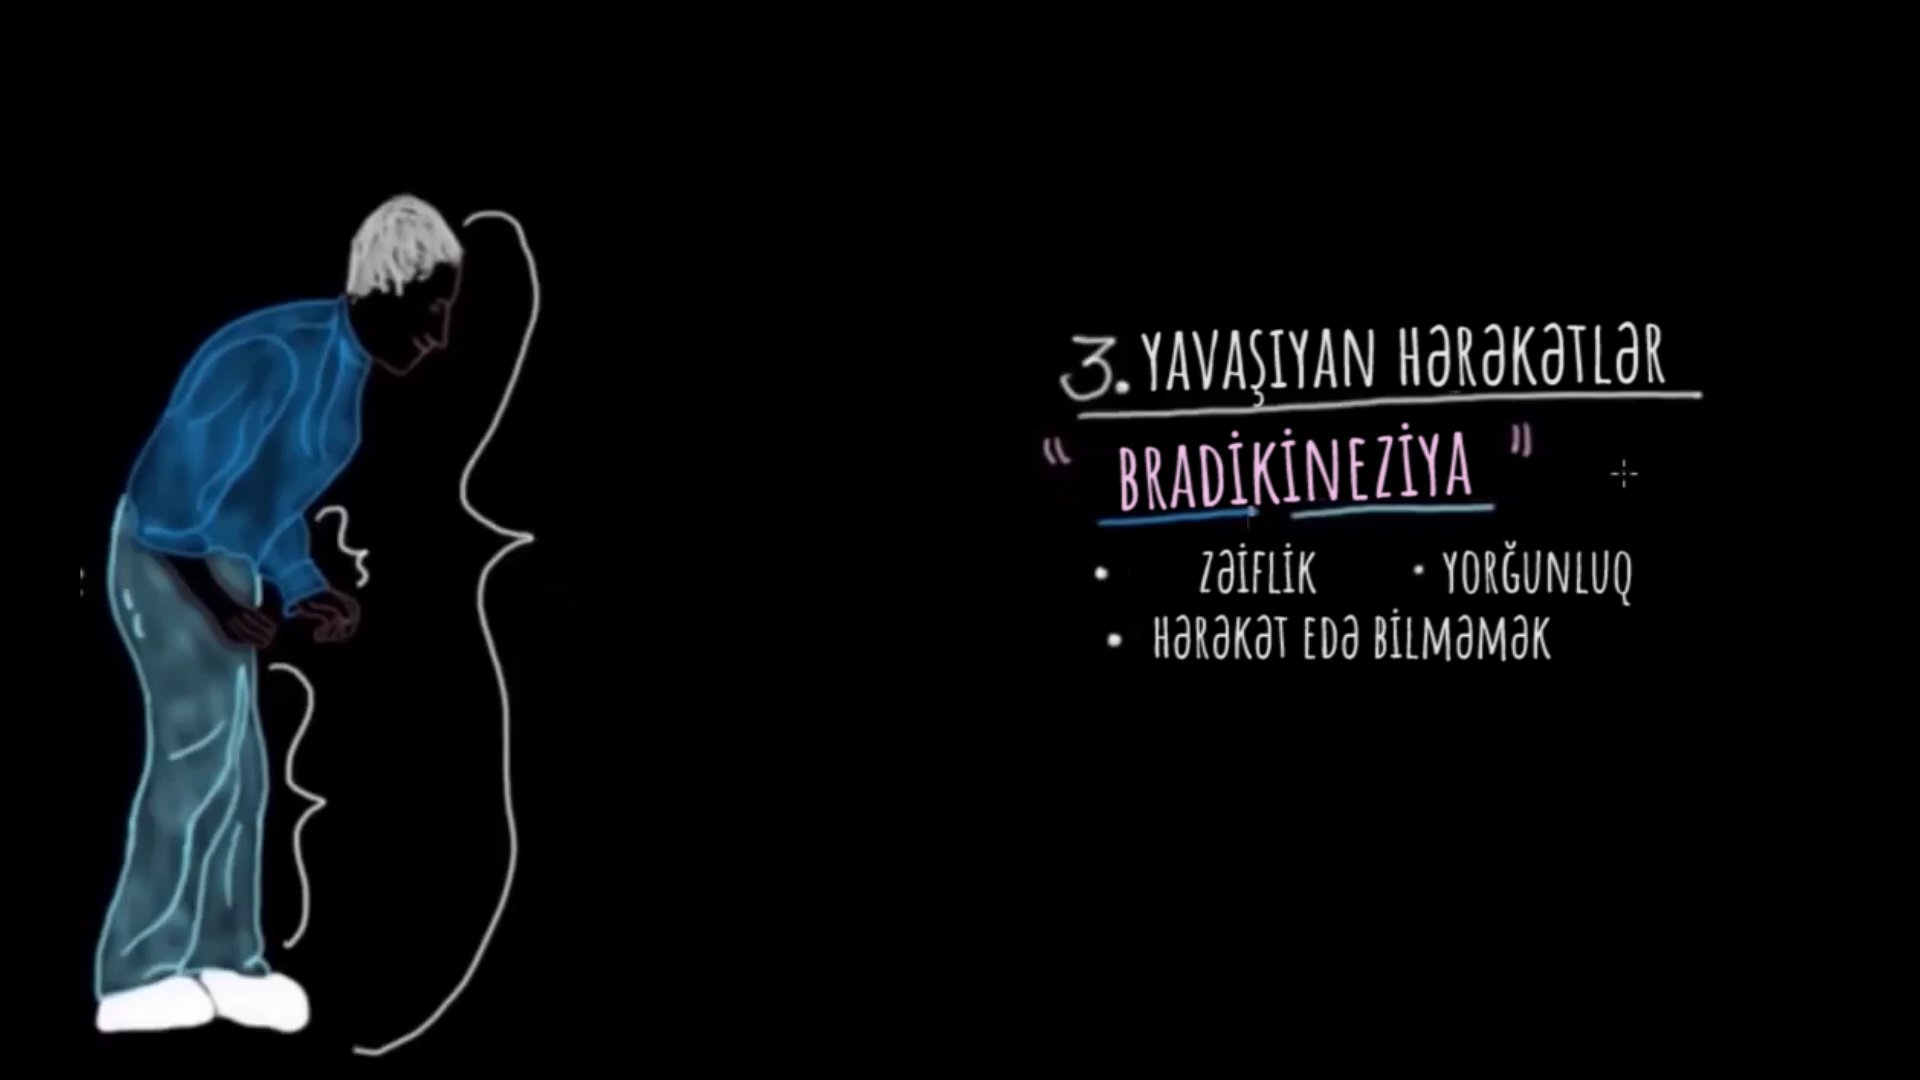 3. YAVAŞIYAN HƏRƏKƏTLƏR
" BRADİKİNEZİYA "
• ZƏİFLİK • YORĞUNLUQ
• HƏRƏKƏT EDƏ BİLMƏMƏK